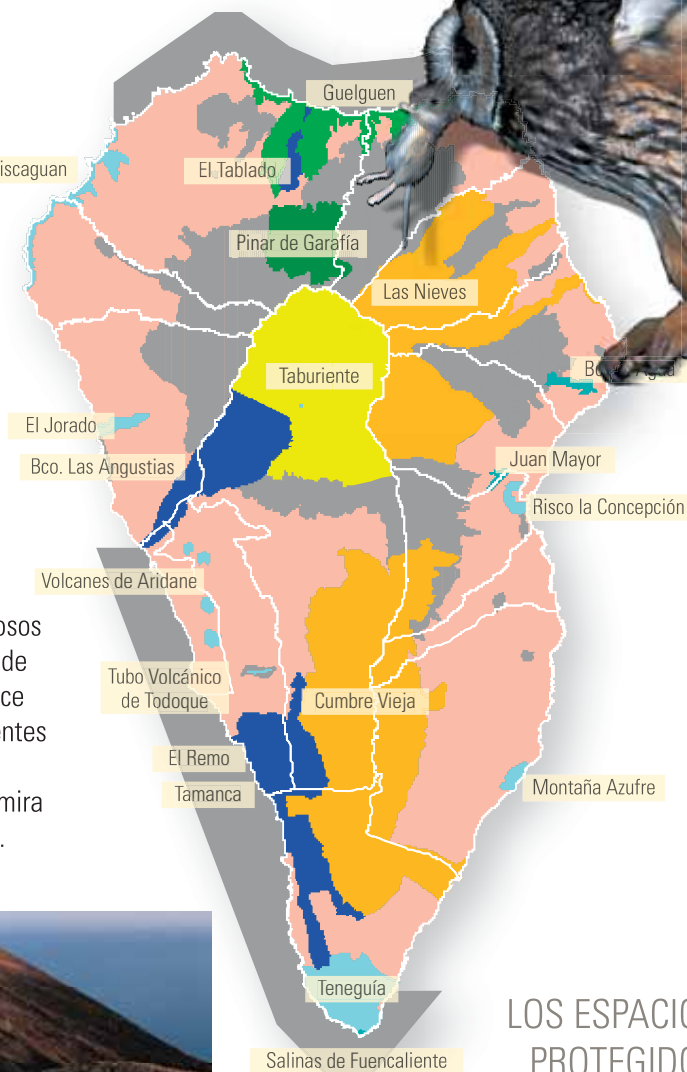 Guelguen
iscaguan
El Tablado
Pinar de Garafía
Las Nieves
Taburiente
El Jorado
Bco. Las Angustias
Juan Mayor
Risco la Concepción
Volcanes de Aridane
osos
de
ce
entes
mira
.
Tubo Volcánico
de Todoque
Cumbre Vieja
El Remo
Tamanca
Montaña Azufre
Teneguía
Salinas de Fuencaliente
LOS ESPACIO
PROTEGIDO